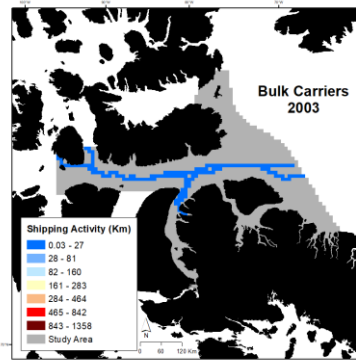 Bulk Carriers
2003
Shipping Activity (Km)
0.03 - 27
28 - 81
82 - 160
161 - 283
284 - 464
465 - 842
843 - 1358
Study Area
N
0 60 120 Km